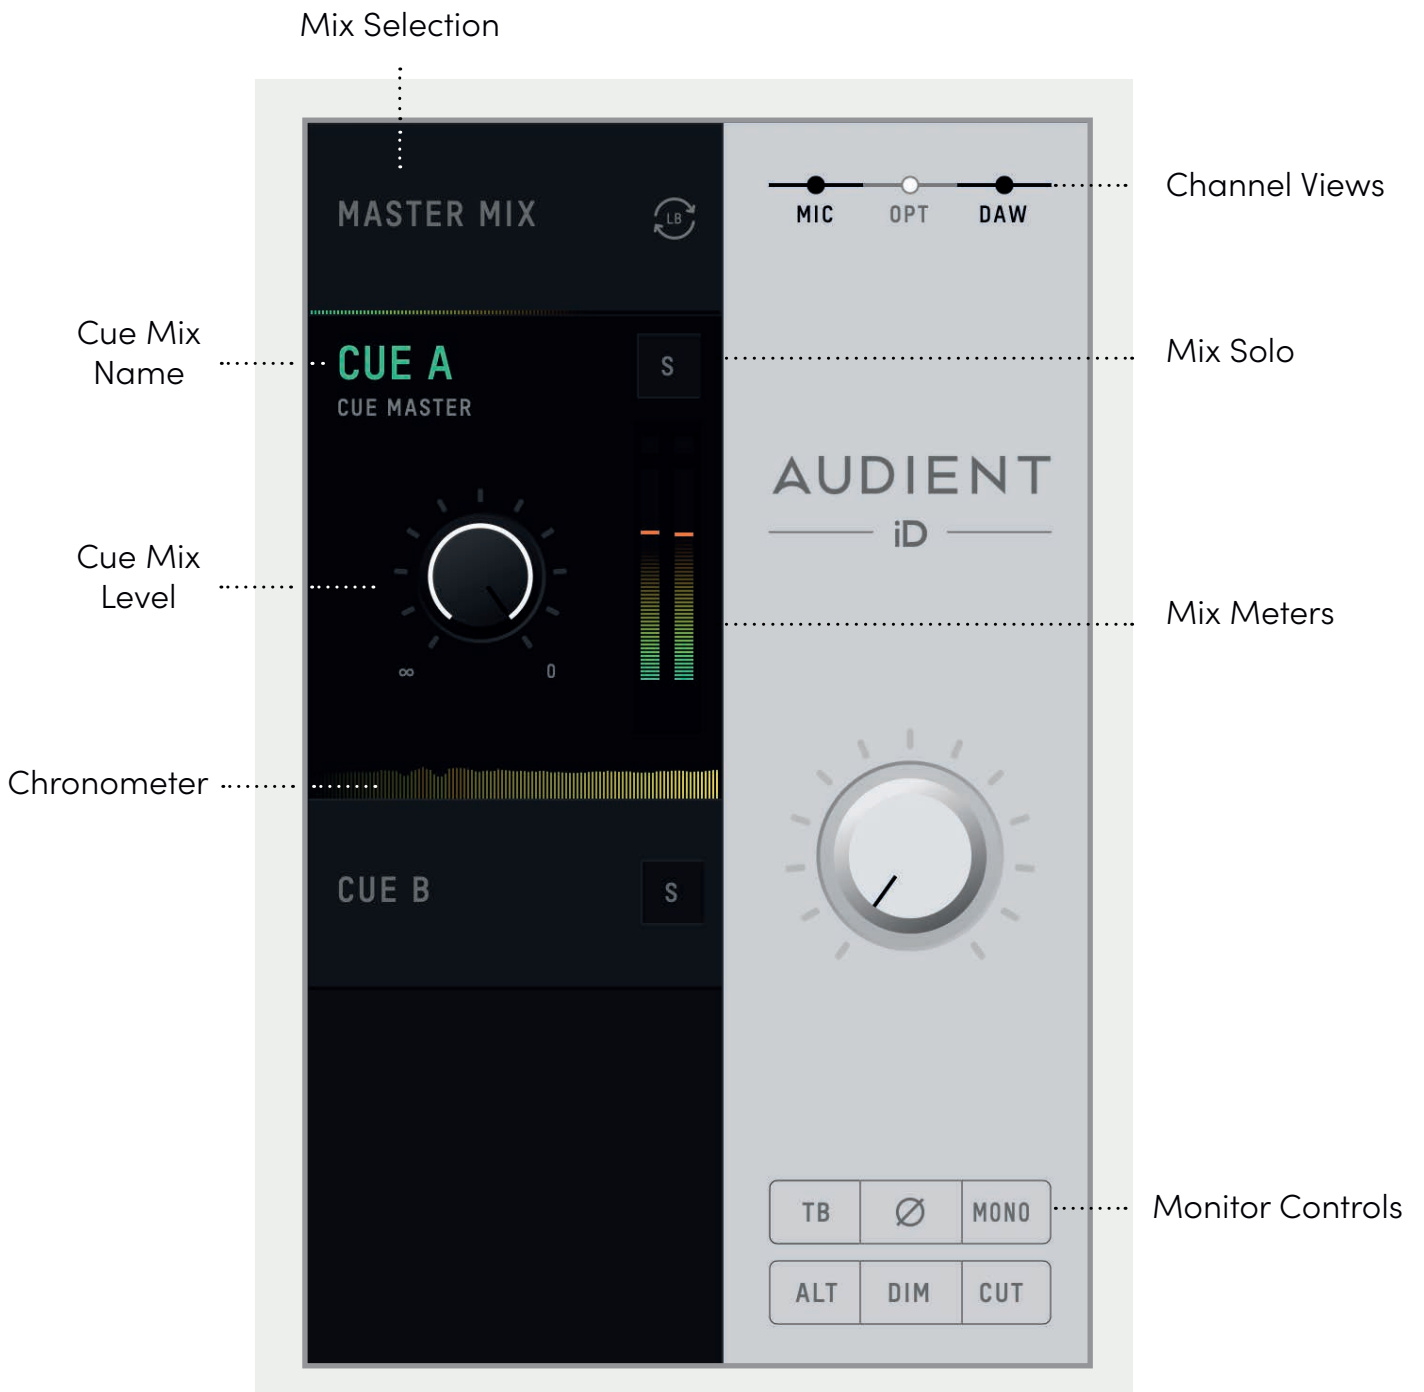 Mix Selection
MASTER MIX
LB
MIC OPT DAW
Channel Views
Cue Mix
Name
CUE A
S
CUE MASTER
Mix Solo
AUDIENT
iD
Cue Mix
Level
∞ 0
Mix Meters
Chronometer
CUE B
S
TB Ø MONO
Monitor Controls
ALT DIM CUT